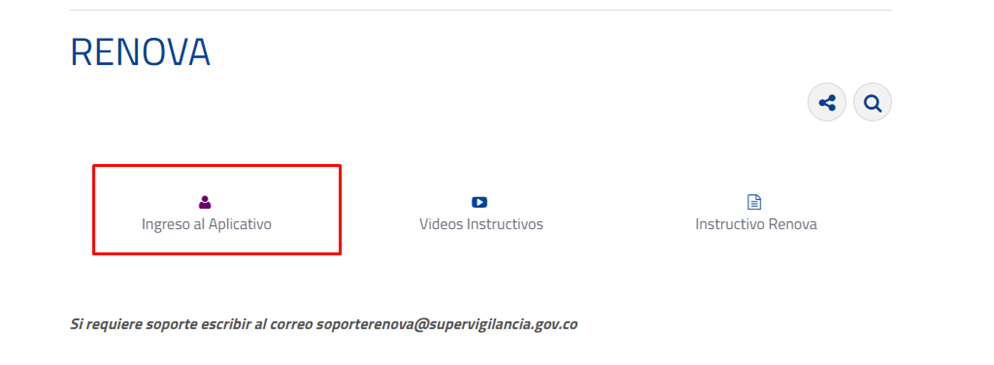 RENOVA
Ingreso al Aplicativo
Videos Instructivos
Instructivo Renova
Si requiere soporte escribir al correo soporterenova@supervigilancia.gov.co